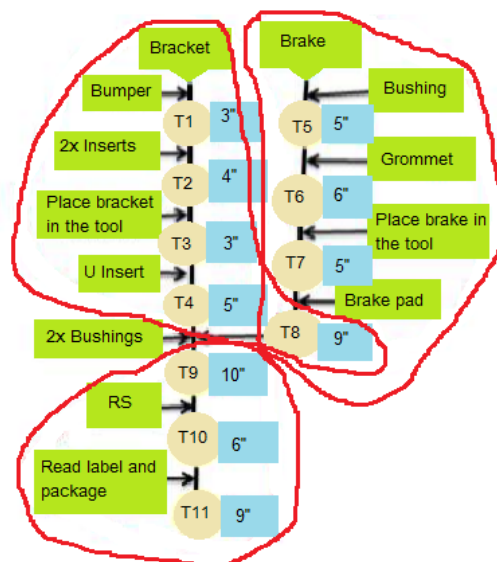 Bracket
Brake
Bumper
Bushing
T1
3"
T5
5"
2x Inserts
Grommet
T2
4"
T6
6"
Place bracket
in the tool
Place brake in
the tool
T3
3"
T7
5"
U Insert
Brake pad
T4
5"
2x Bushings
T8
9"
T9
10"
RS
T10
6"
Read label and
package
T11
9"